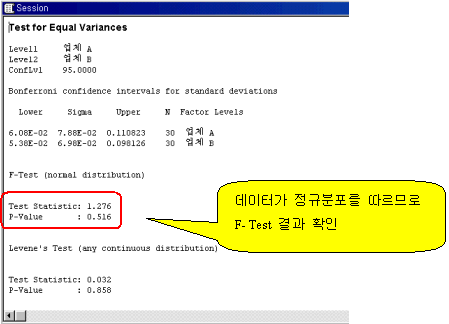 Session
Test for Equal Variances
Level1 업체 A
Level2 업체 B
ConfLvl 95.0000
Bonferroni confidence intervals for standard deviations
Lower Sigma Upper N Factor Levels
6.08E-02 7.88E-02 0.110823 30 업체 A
5.38E-02 6.98E-02 0.098126 30 업체 B
F-Test (normal distribution)
Test Statistic: 1.276
P-Value : 0.516
데이터가 정규분포를 따르므로
F-Test 결과 확인
Levene's Test (any continuous distribution)
Test Statistic: 0.032
P-Value : 0.858